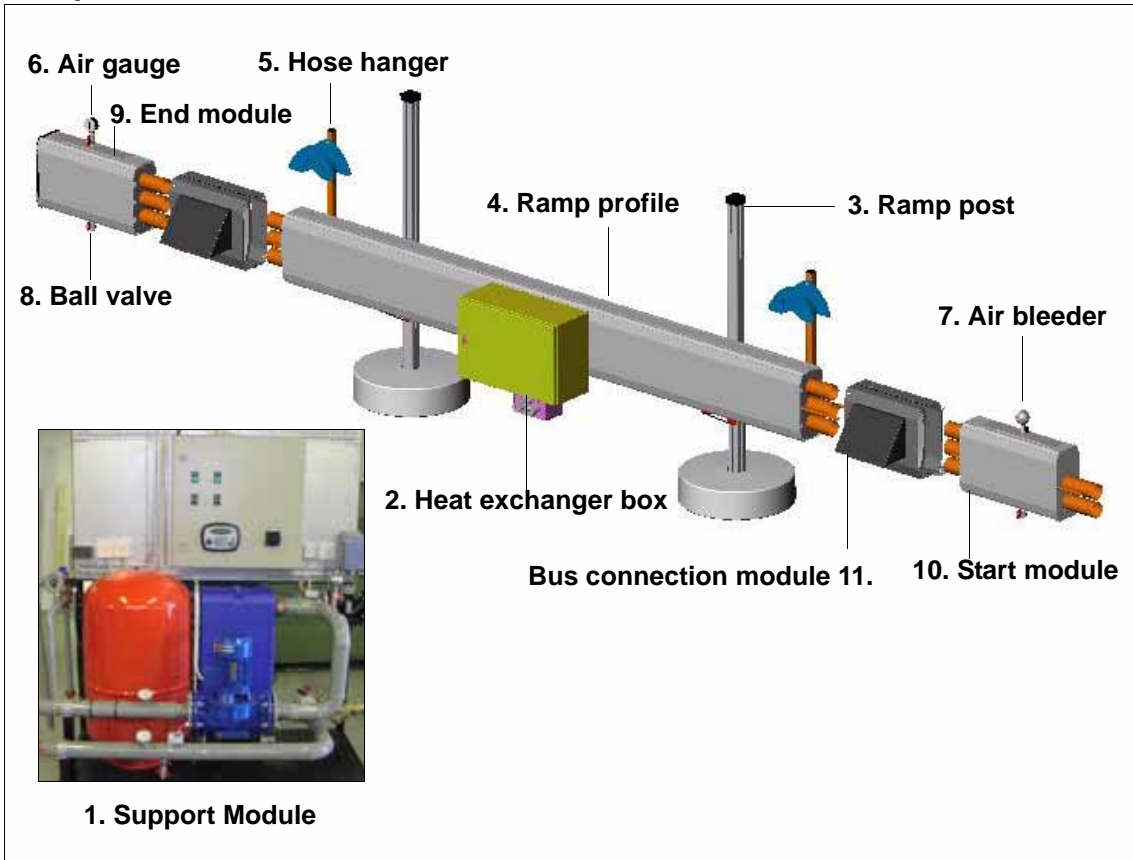 6. Air gauge
5. Hose hanger
9. End module
4. Ramp profile
3. Ramp post
8. Ball valve
7. Air bleeder
2. Heat exchanger box
Bus connection module 11.
10. Start module
1. Support Module